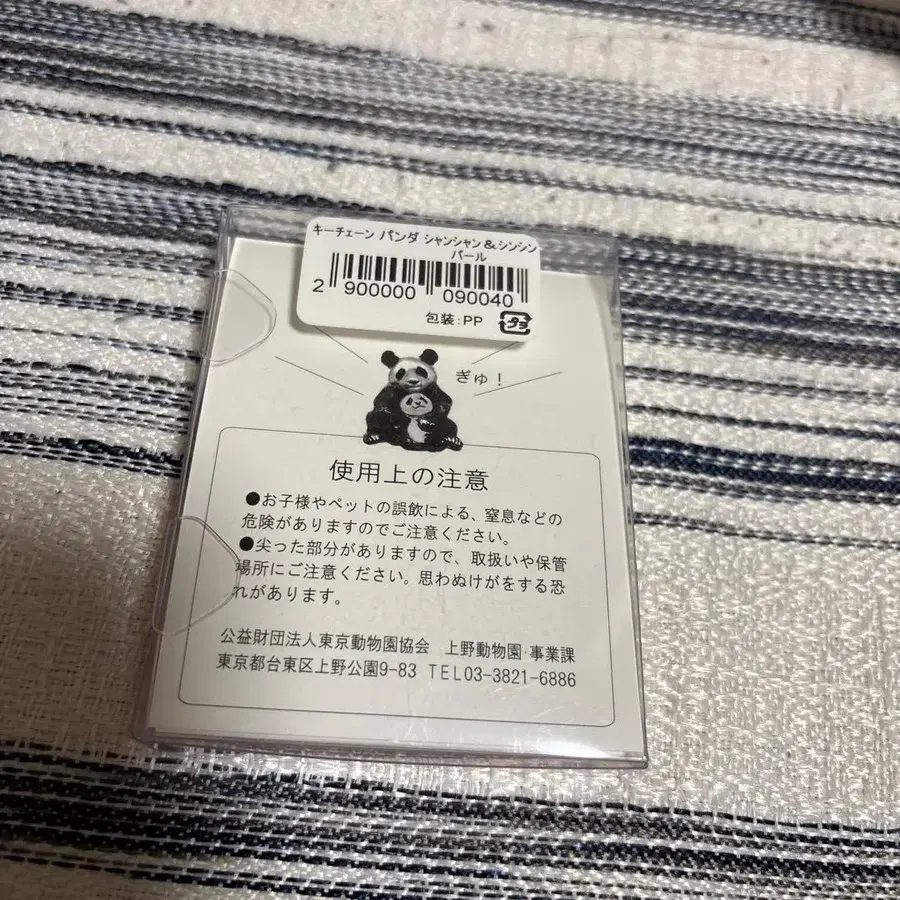 キーチェーン パンダ シャンシャン＆シンシン
パール
2 900000 090040
包装：PP
ぎゅ！
使用上の注意
●お子様やペットの誤飲による、窒息などの
危険がありますのでご注意ください。
●尖った部分がありますので、取扱いや保管
場所にご注意ください。思わぬけがをする恐
れがあります。
公益財団法人東京動物園協会 上野動物園・事業課
東京都台東区上野公園9-83 TEL03-3821-6886